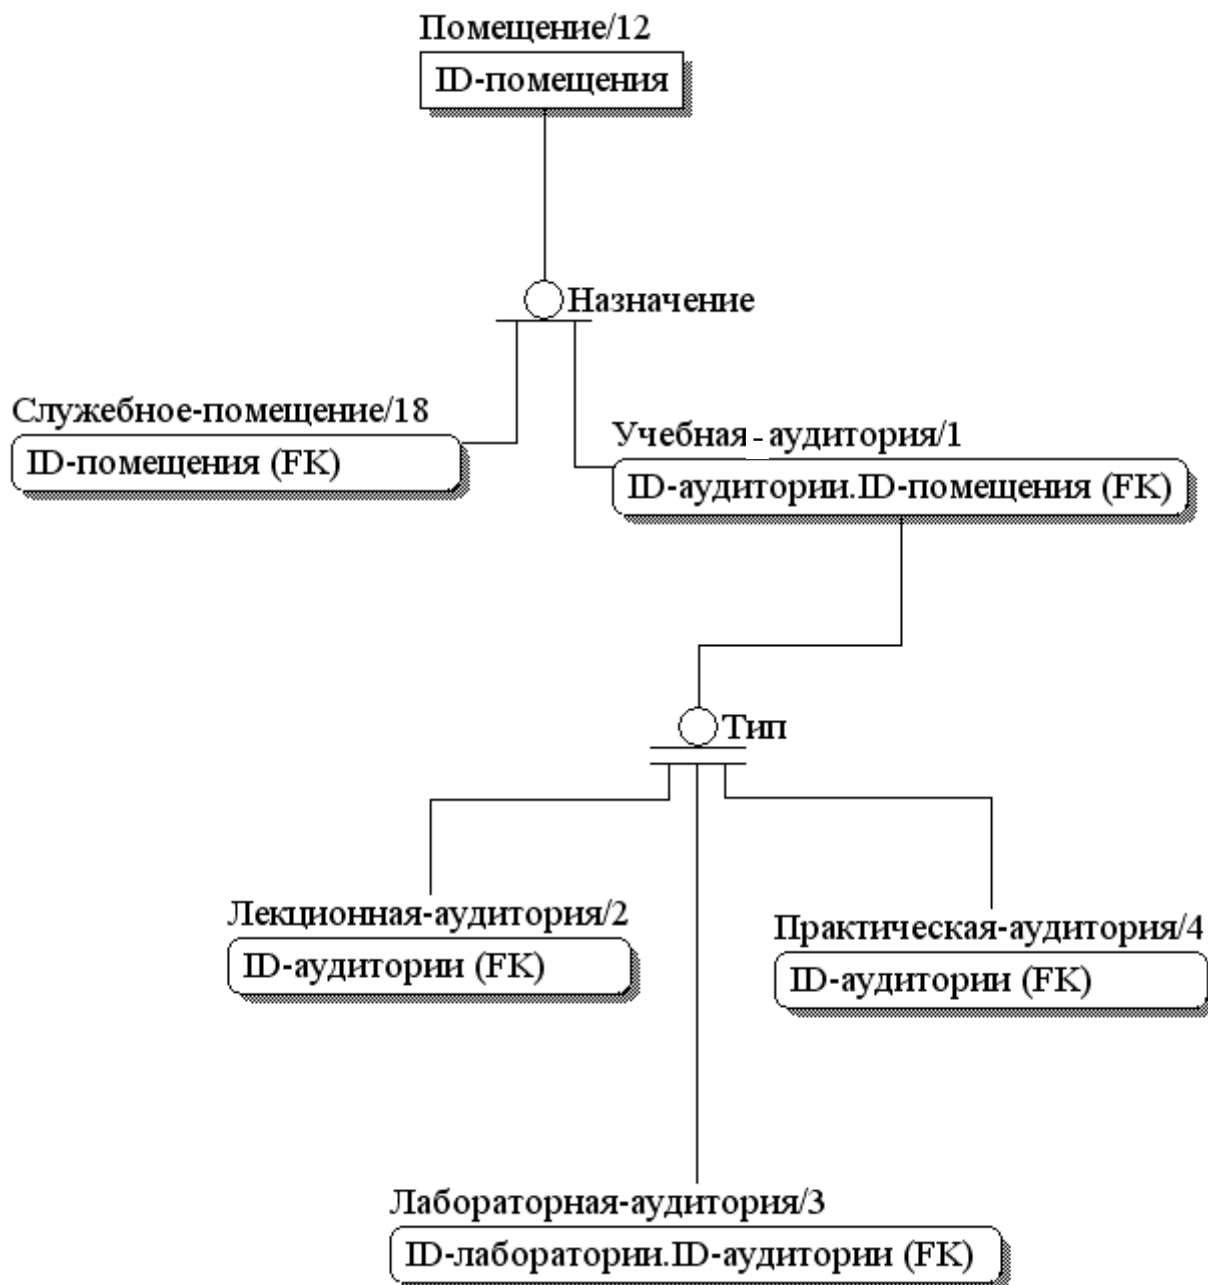 Помещение/12
ID-помещения
Назначение
Служебное-помещение/18
ID-помещения (FK)
Учебная-аудитория/1
ID-аудитории.ID-помещения (FK)
Тип
Лекционная-аудитория/2
ID-аудитории (FK)
Практическая-аудитория/4
ID-аудитории (FK)
Лабораторная-аудитория/3
ID-лаборатории.ID-аудитории (FK)